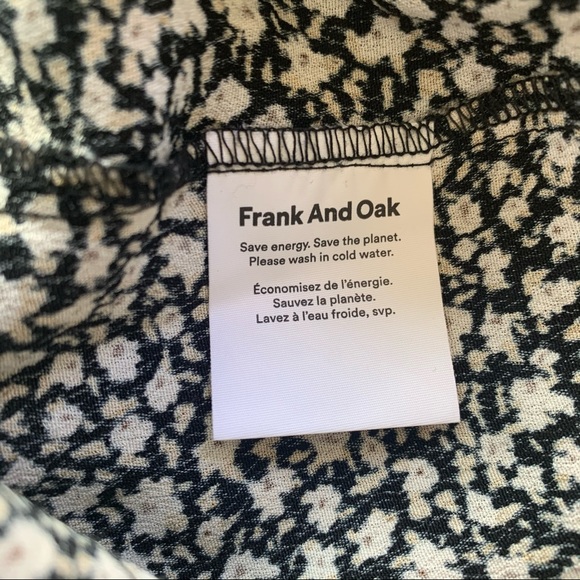 Frank And Oak
Save energy. Save the planet.
Please wash in cold water.
Économisez de l'énergie.
Sauvez la planète.
Lavez à l'eau froide, svp.